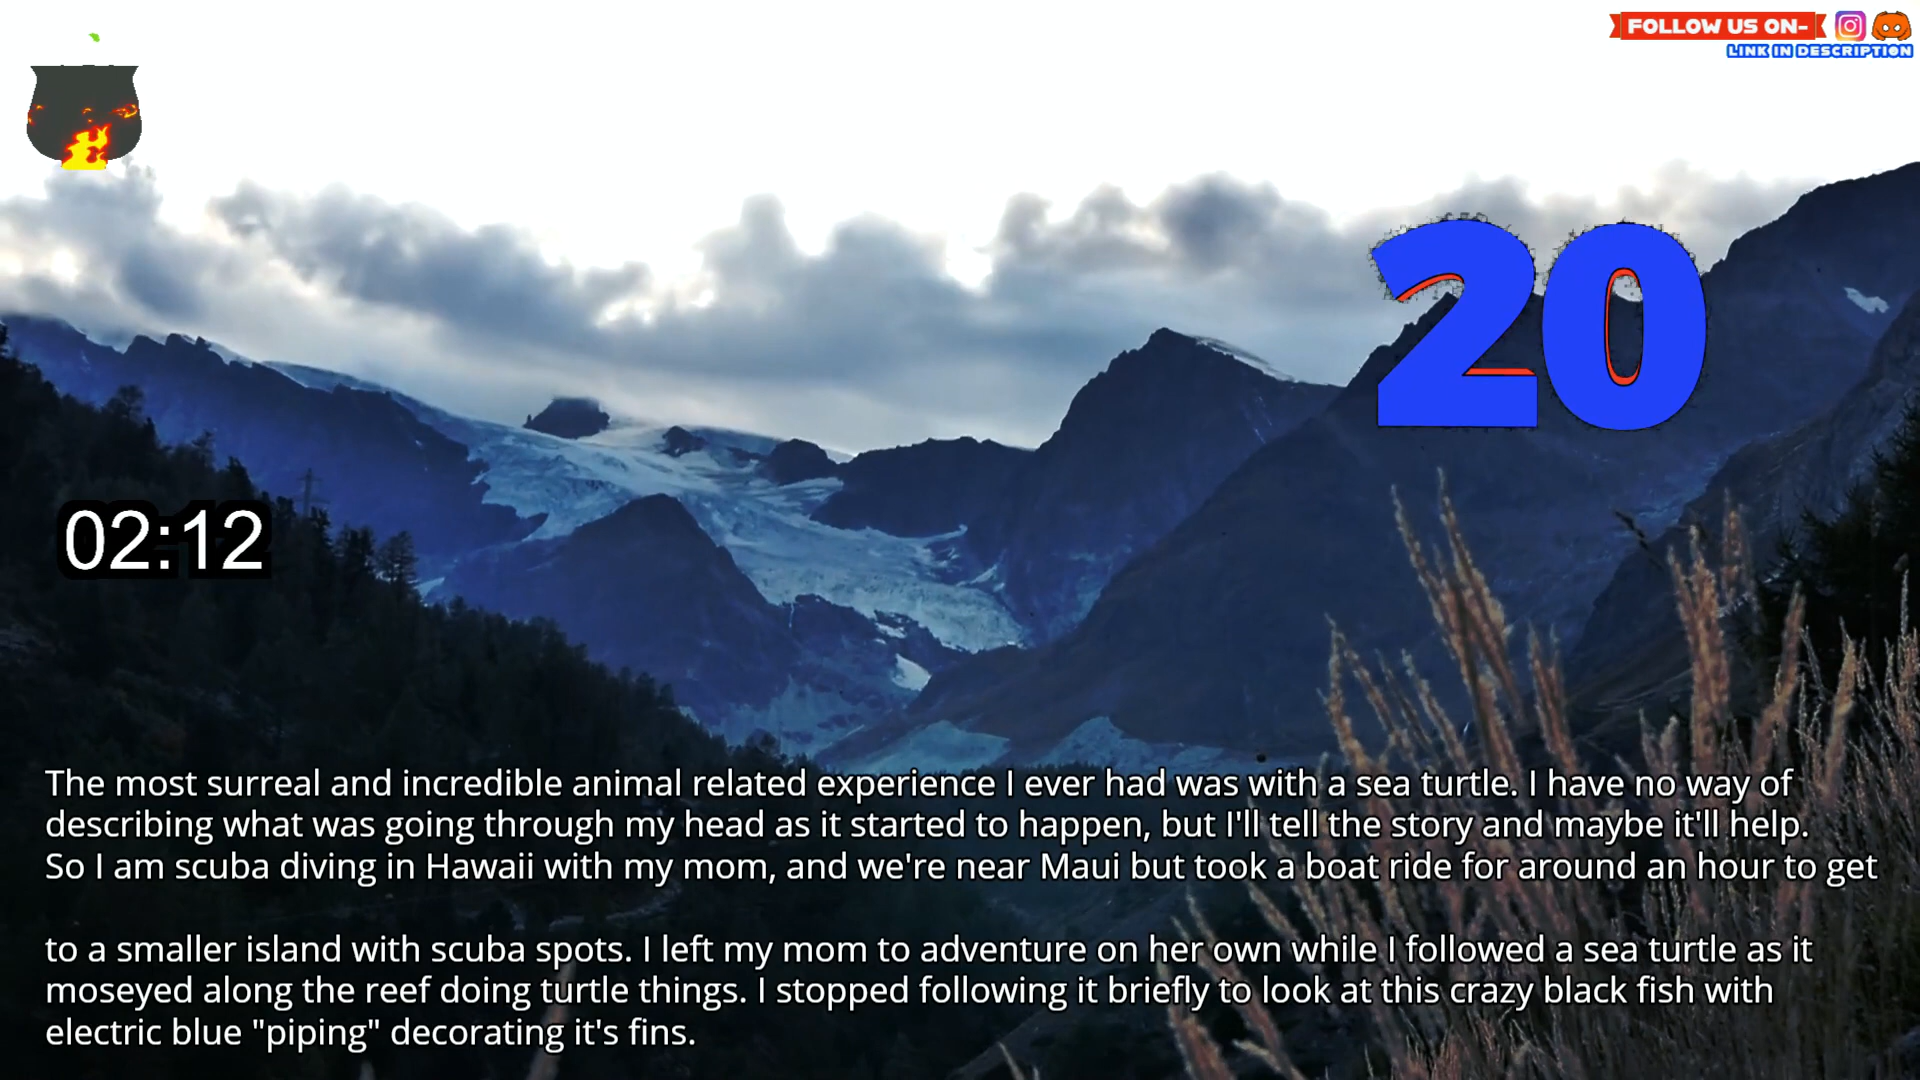 FOLLOW US ON-
LINK IN DESCRIPTION
20
02:12
The most surreal and incredible animal related experience I ever had was with a sea turtle. I have no way of
describing what was going through my head as it started to happen, but I'll tell the story and maybe it'll help.
So I am scuba diving in Hawaii with my mom, and we're near Maui but took a boat ride for around an hour to get
to a smaller island with scuba spots. I left my mom to adventure on her own while I followed a sea turtle as it
moseyed along the reef doing turtle things. I stopped following it briefly to look at this crazy black fish with
electric blue "piping" decorating it's fins.